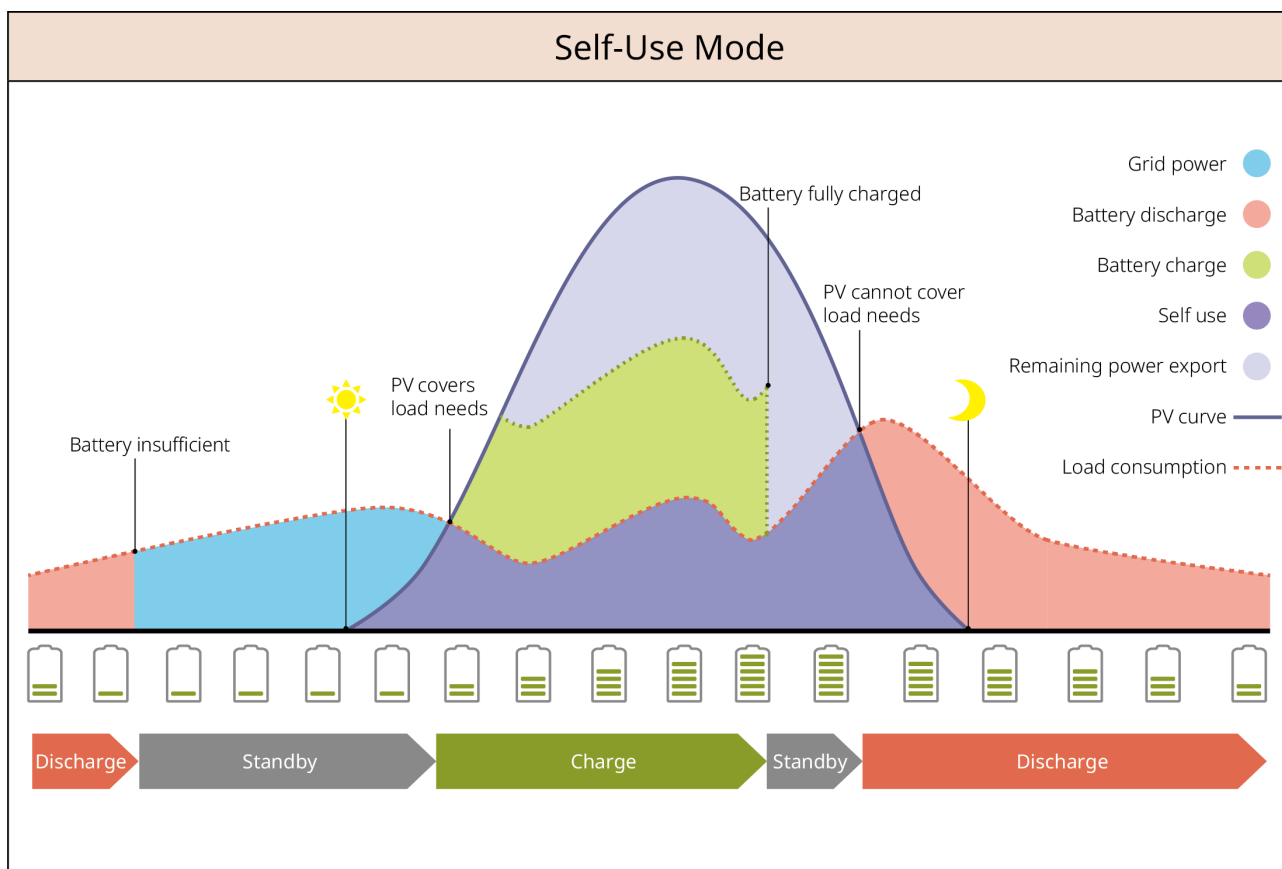 Self-Use Mode
Grid power
Battery fully charged
Battery discharge
Battery charge
PV cannot cover
load needs
Self use
Remaining power export
PV covers
load needs
PV curve
Battery insufficient
Load consumption
Discharge
Standby
Charge
Standby
Discharge